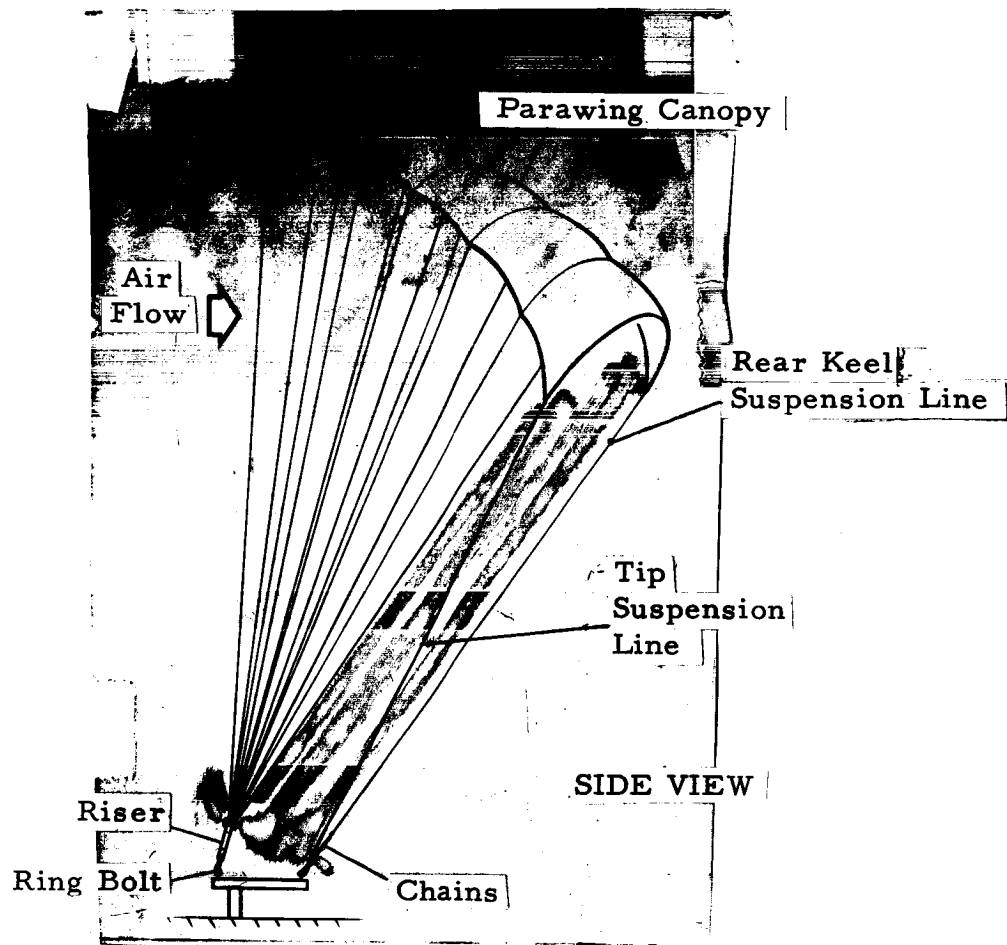 Parawing Canopy
Air
Flow
Rear Keel
Suspension Line
Tip
Suspension
Line
SIDE VIEW
Riser
Ring Bolt
Chains